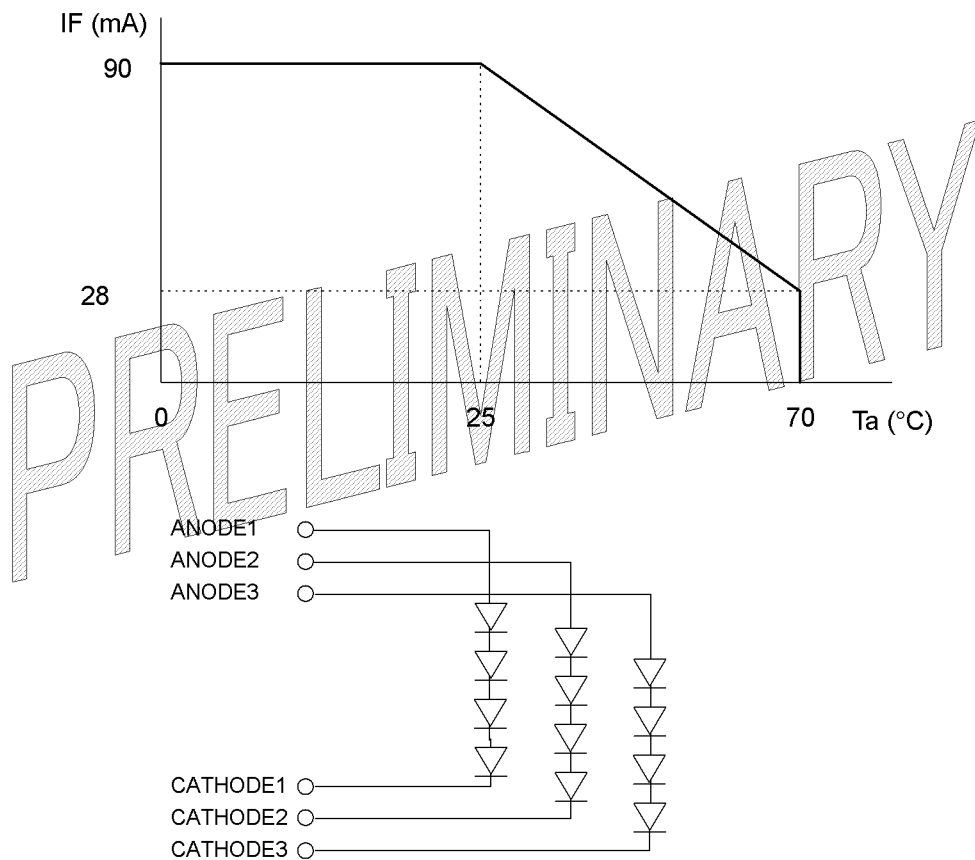 IF (mA)
90
28
0
25
70
Ta (°C)
PRELIMINARY
ANODE1
ANODE2
ANODE3
CATHODE1
CATHODE2
CATHODE3